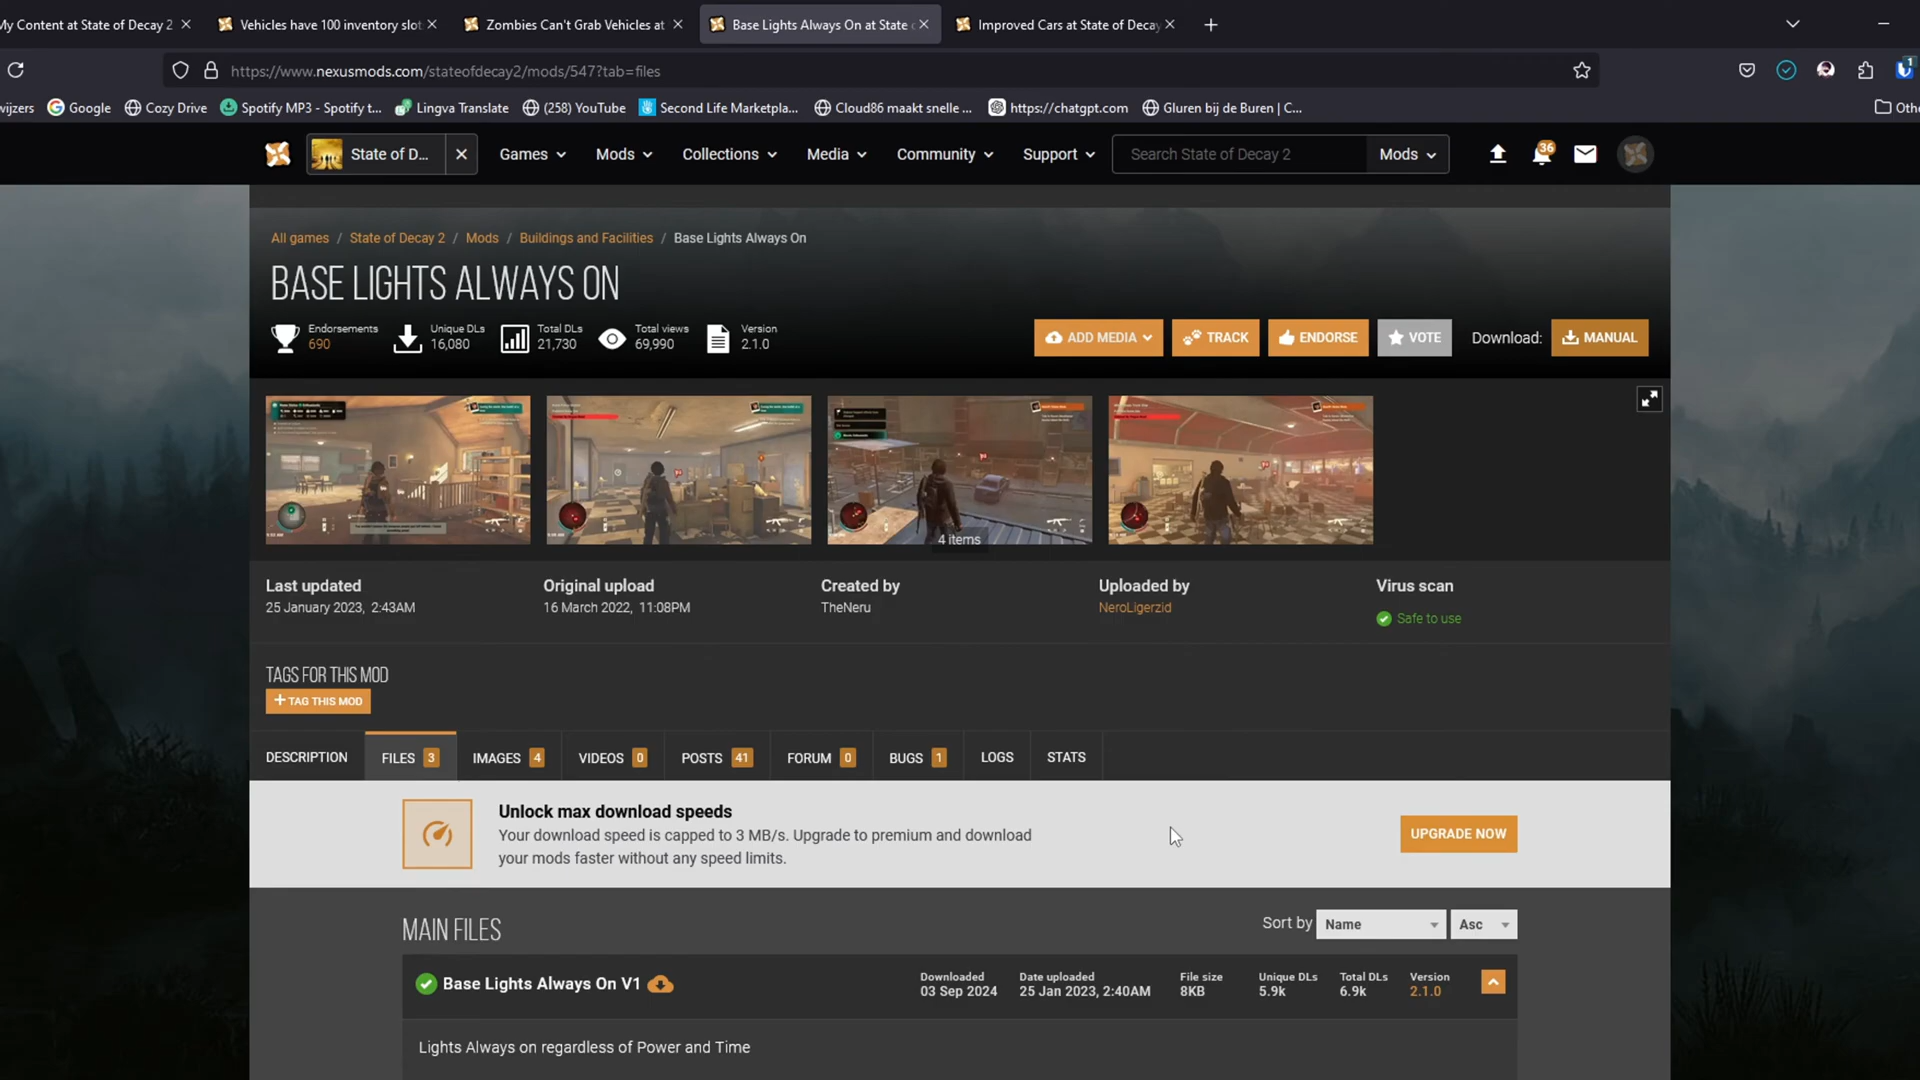 My Content at State of Decay 2
Vehicles have 100 inventory slot
Zombies Can't Grab Vehicles at
Base Lights Always On at State
Improved Cars at State of Decay
https://www.nexusmods.com/stateofdecay2/mods/547?tab=files
1
wijzers
Google
Cozy Drive
Spotify MP3 - Spotify t...
Lingva Translate
(258) YouTube
Second Life Marketpla...
Cloud86 maakt snelle ...
https://chatgpt.com
Gluren bij de Buren | C...
Othe
State of D...
Games
Mods
Collections
Media
Community
Support
Search State of Decay 2
Mods
36
All games / State of Decay 2 / Mods / Buildings and Facilities / Base Lights Always On
BASE LIGHTS ALWAYS ON
Endorsements
690
Unique DLs
16,080
Total DLs
21,730
Total views
69,990
Version
2.1.0
ADD MEDIA
TRACK
ENDORSE
VOTE
Download:
MANUAL
4 items
Last updated
25 January 2023, 2:43AM
Original upload
16 March 2022, 11:08PM
Created by
TheNeru
Uploaded by
NeroLigerzid
Virus scan
Safe to use
TAGS FOR THIS MOD
+ TAG THIS MOD
DESCRIPTION
FILES 3
IMAGES 4
VIDEOS 0
POSTS 41
FORUM 0
BUGS 1
LOGS
STATS
Unlock max download speeds
Your download speed is capped to 3 MB/s. Upgrade to premium and download
your mods faster without any speed limits.
UPGRADE NOW
MAIN FILES
Sort by
Name
Asc
Base Lights Always On V1
Downloaded
03 Sep 2024
Date uploaded
25 Jan 2023, 2:40AM
File size
8KB
Unique DLs
5.9k
Total DLs
6.9k
Version
2.1.0
Lights Always on regardless of Power and Time